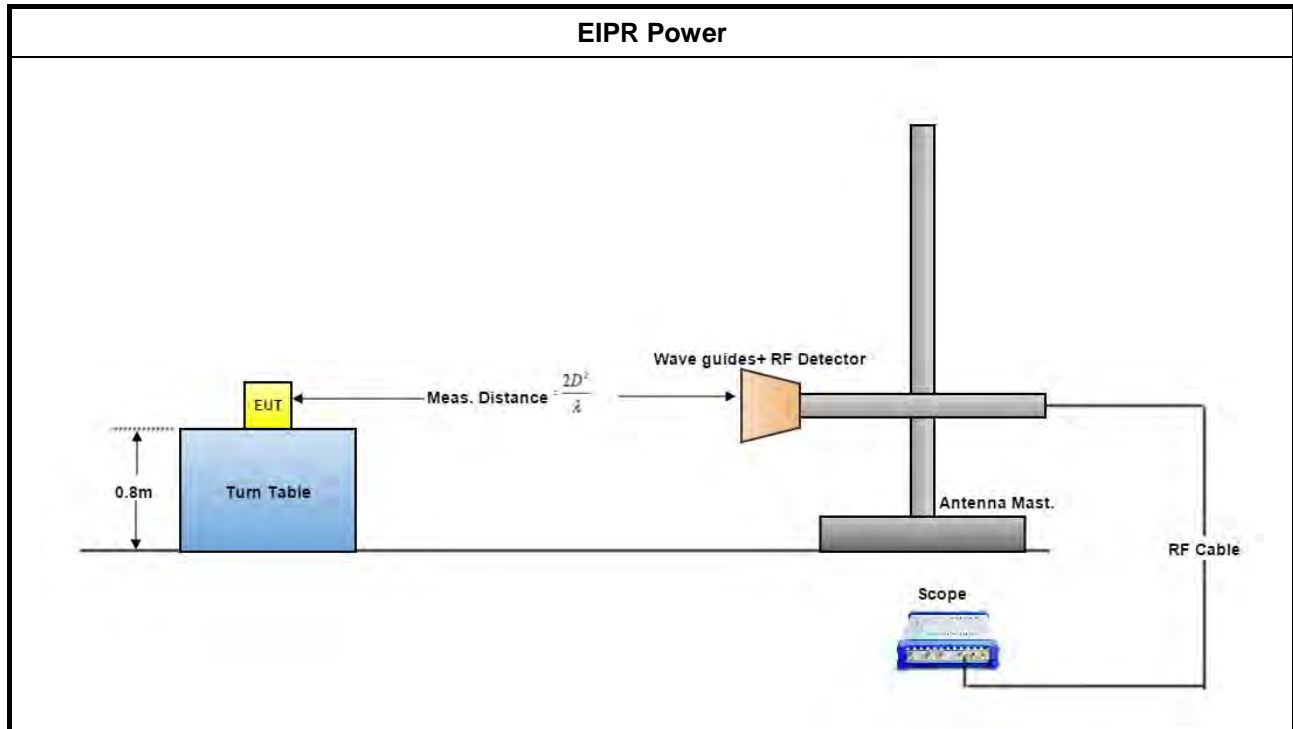 EIPR Power
Wave guides+ RF Detector
EUT
Meas. Distance = 2D²/λ
0.8m
Turn Table
Antenna Mast.
RF Cable
Scope